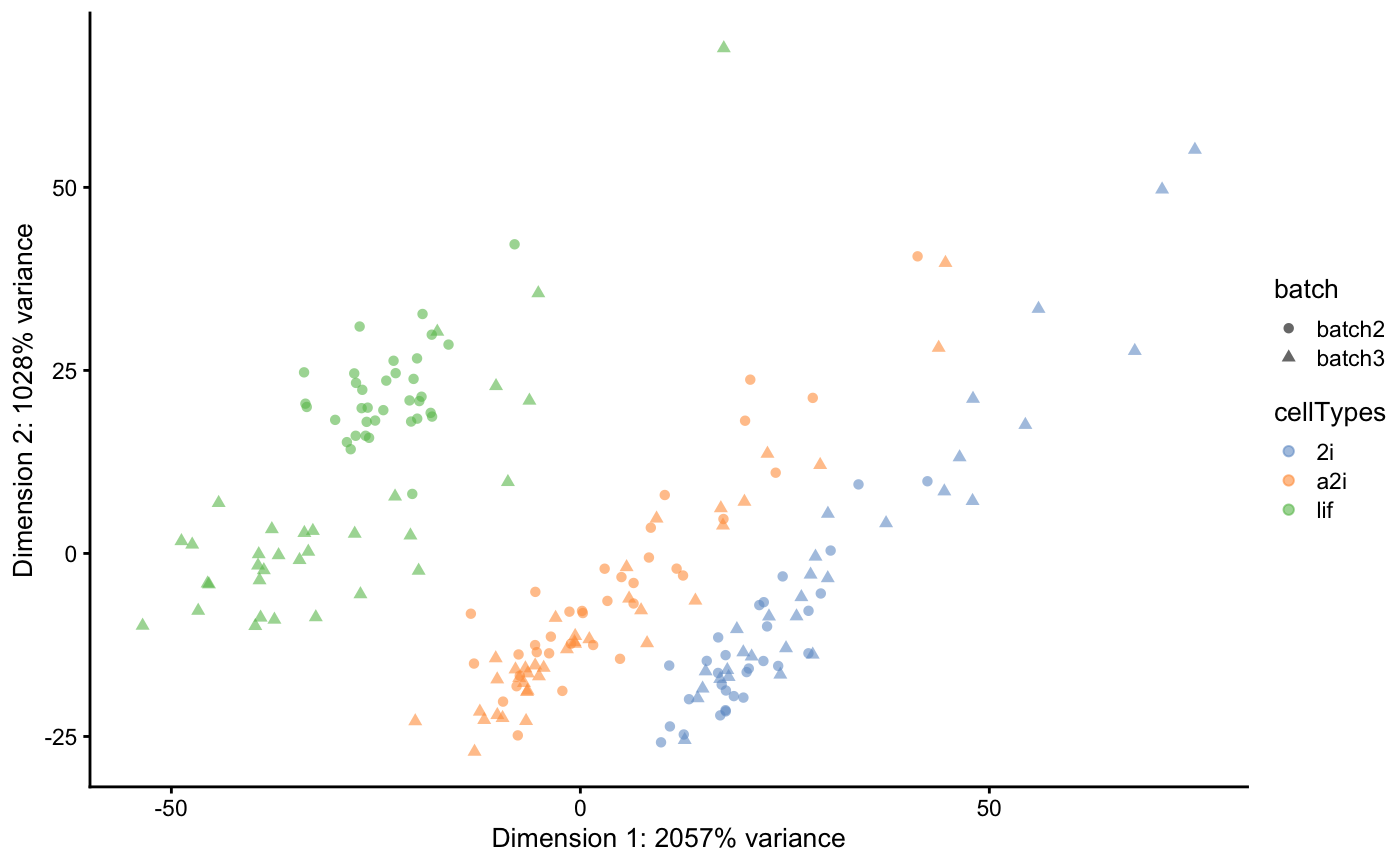 50
25
0
-25
Dimension 2: 1028% variance
-50
0
50
Dimension 1: 2057% variance
batch
batch2
batch3
cellTypes
2i
a2i
lif